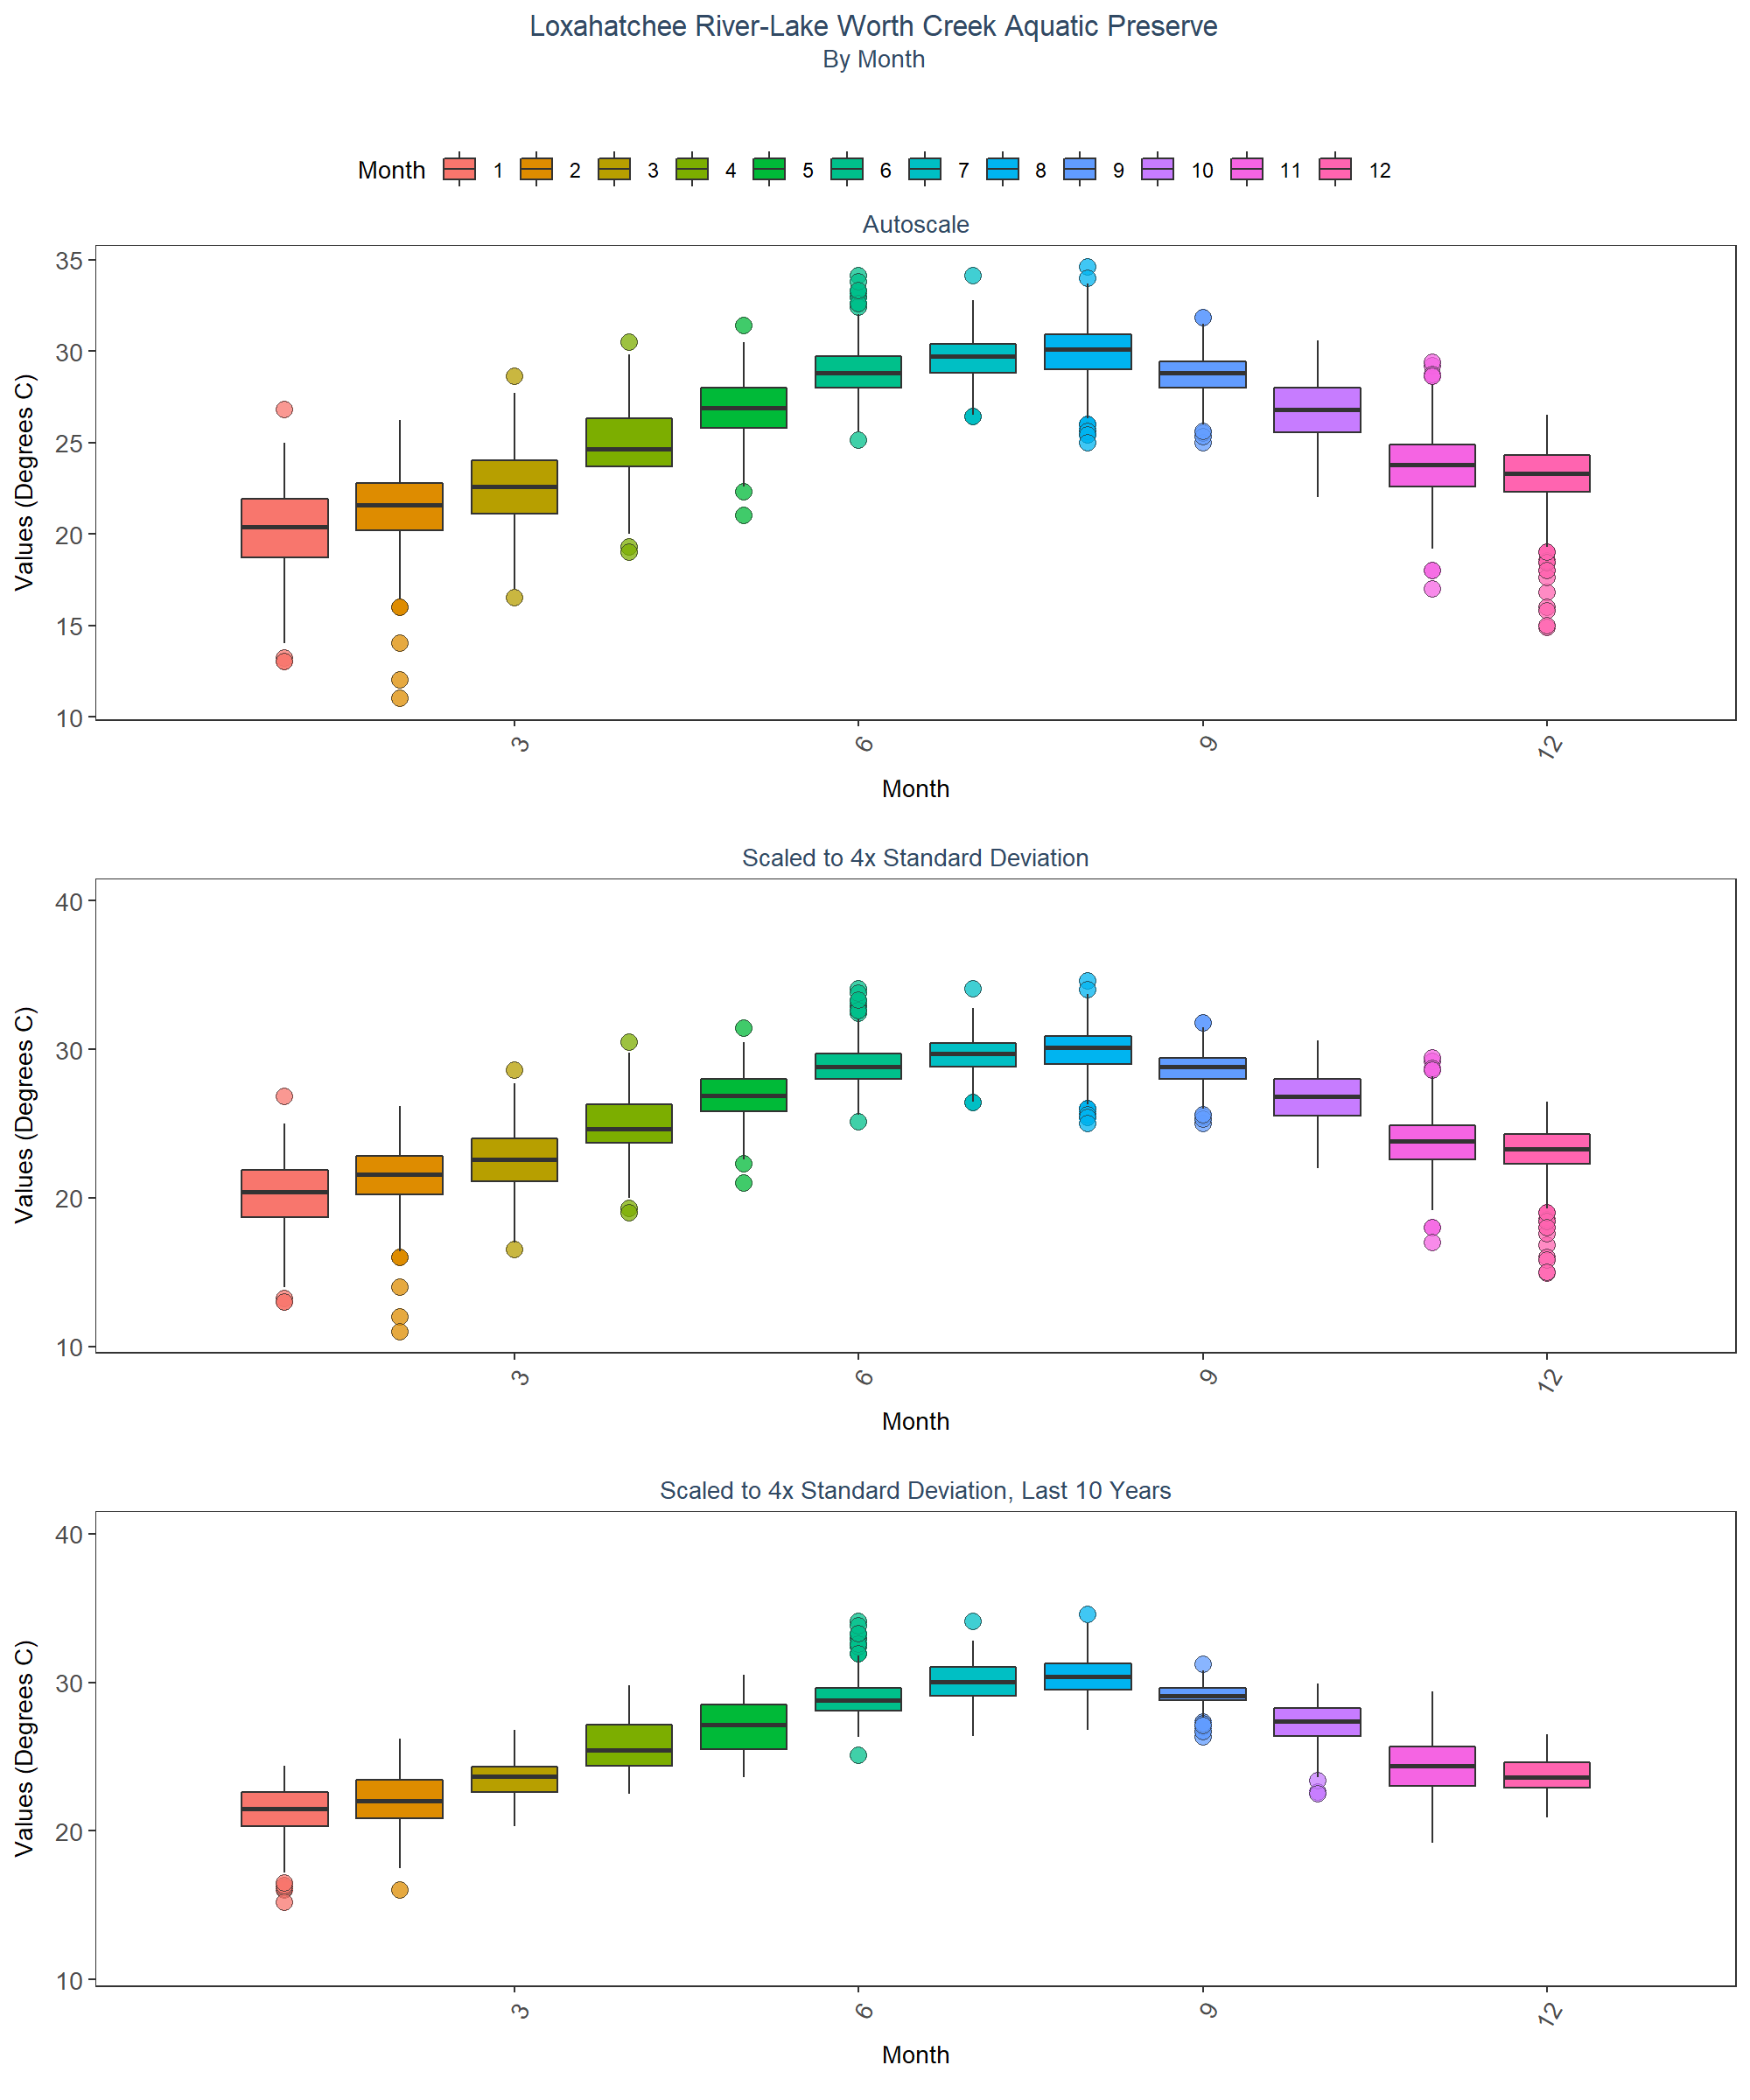 Loxahatchee River-Lake Worth Creek Aquatic Preserve
By Month
Month 1 2 3 4 5 6 7 8 9 10 11 12
Autoscale
Values (Degrees C)
35
30
25
20
15
10
3 6 9 12
Month
Scaled to 4x Standard Deviation
Values (Degrees C)
40
30
20
10
3 6 9 12
Month
Scaled to 4x Standard Deviation, Last 10 Years
Values (Degrees C)
40
30
20
10
3 6 9 12
Month